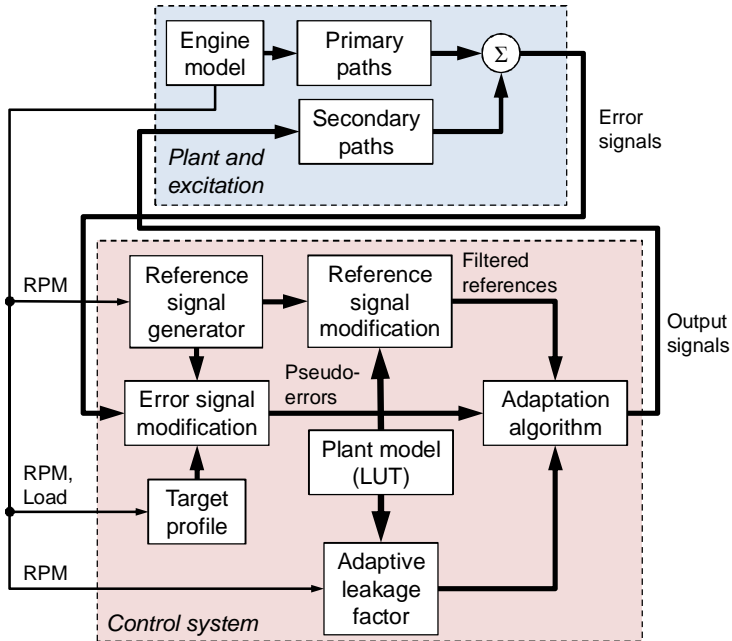 Engine
model
Primary
paths
Σ
Secondary
paths
Plant and
excitation
Error
signals
RPM
Reference
signal
generator
Reference
signal
modification
Filtered
references
Output
signals
Error signal
modification
Pseudo-
errors
Adaptation
algorithm
Plant model
(LUT)
RPM,
Load
Target
profile
RPM
Adaptive
leakage
factor
Control system